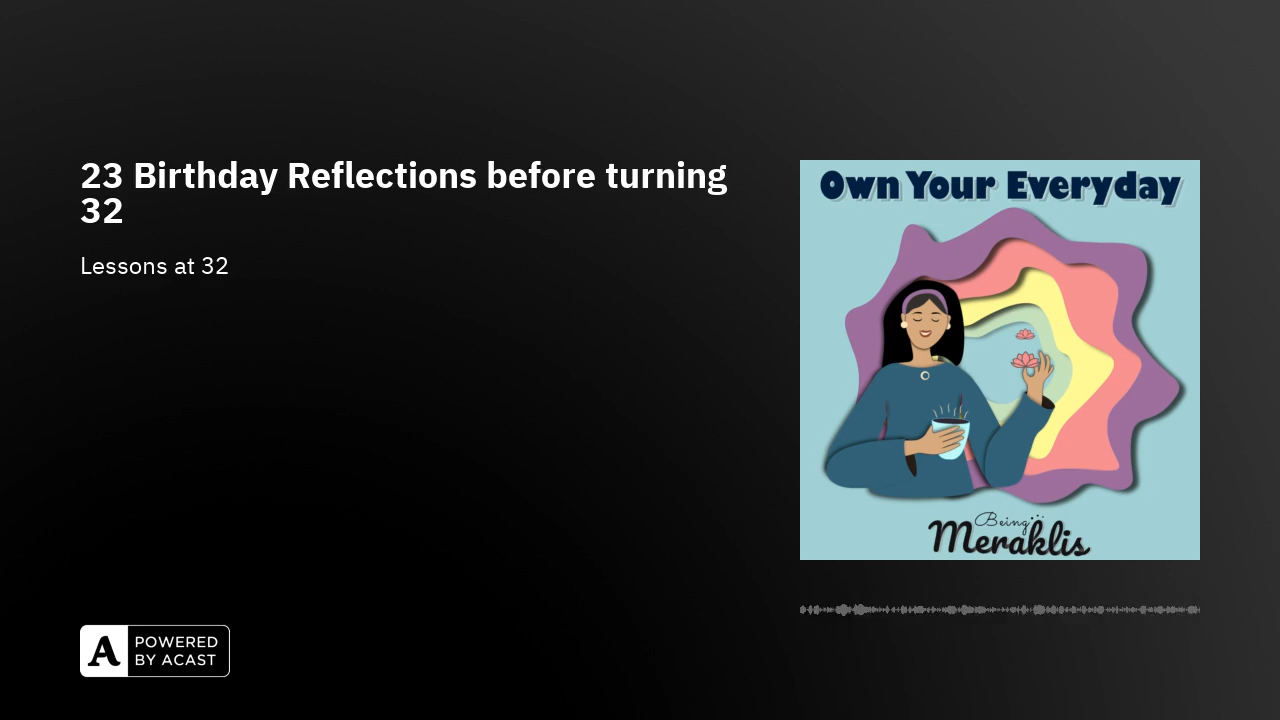 23 Birthday Reflections before turning
32
Lessons at 32
Own Your Everyday
Being
Meraklis
A POWERED
BY ACAST